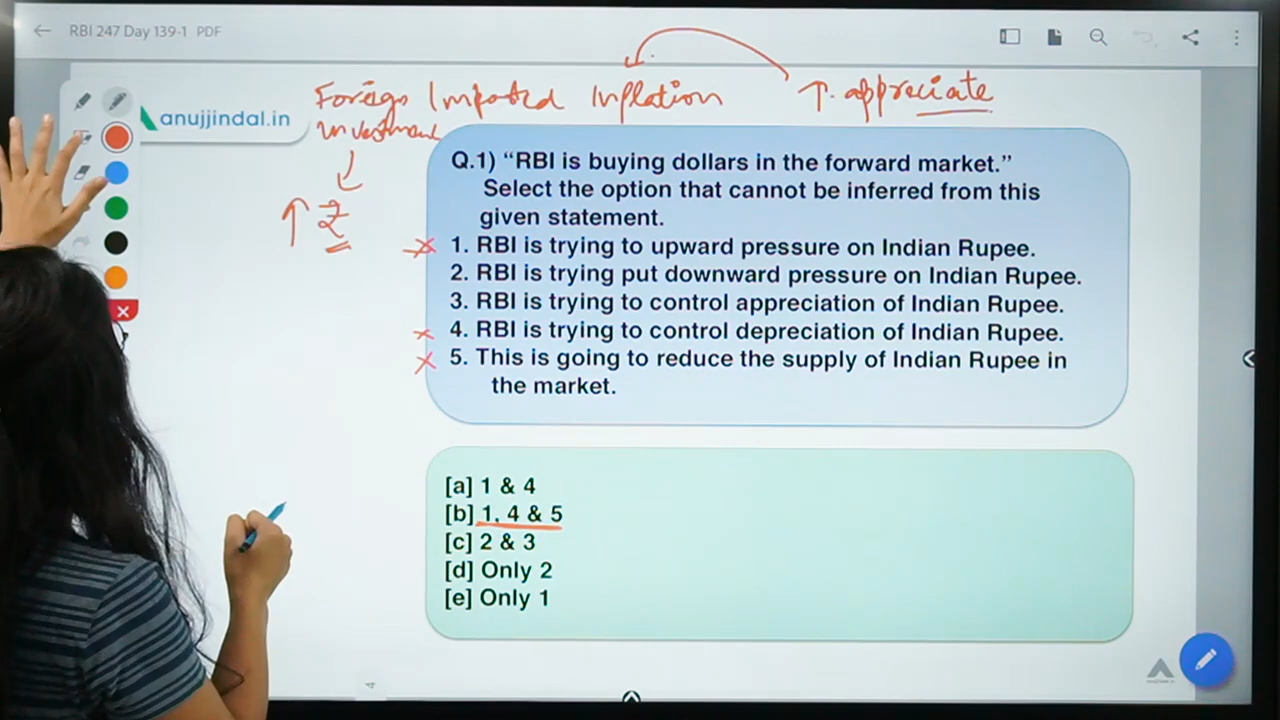 RBI 247 Day 139-1 PDF
Foreign Imported Inflation ↑ appreciate
investment
anujjindal.in
↑ ₹
Q.1) “RBI is buying dollars in the forward market.”
Select the option that cannot be inferred from this
given statement.
1. RBI is trying to upward pressure on Indian Rupee.
2. RBI is trying put downward pressure on Indian Rupee.
3. RBI is trying to control appreciation of Indian Rupee.
4. RBI is trying to control depreciation of Indian Rupee.
5. This is going to reduce the supply of Indian Rupee in
the market.
[a] 1 & 4
[b] 1, 4 & 5
[c] 2 & 3
[d] Only 2
[e] Only 1